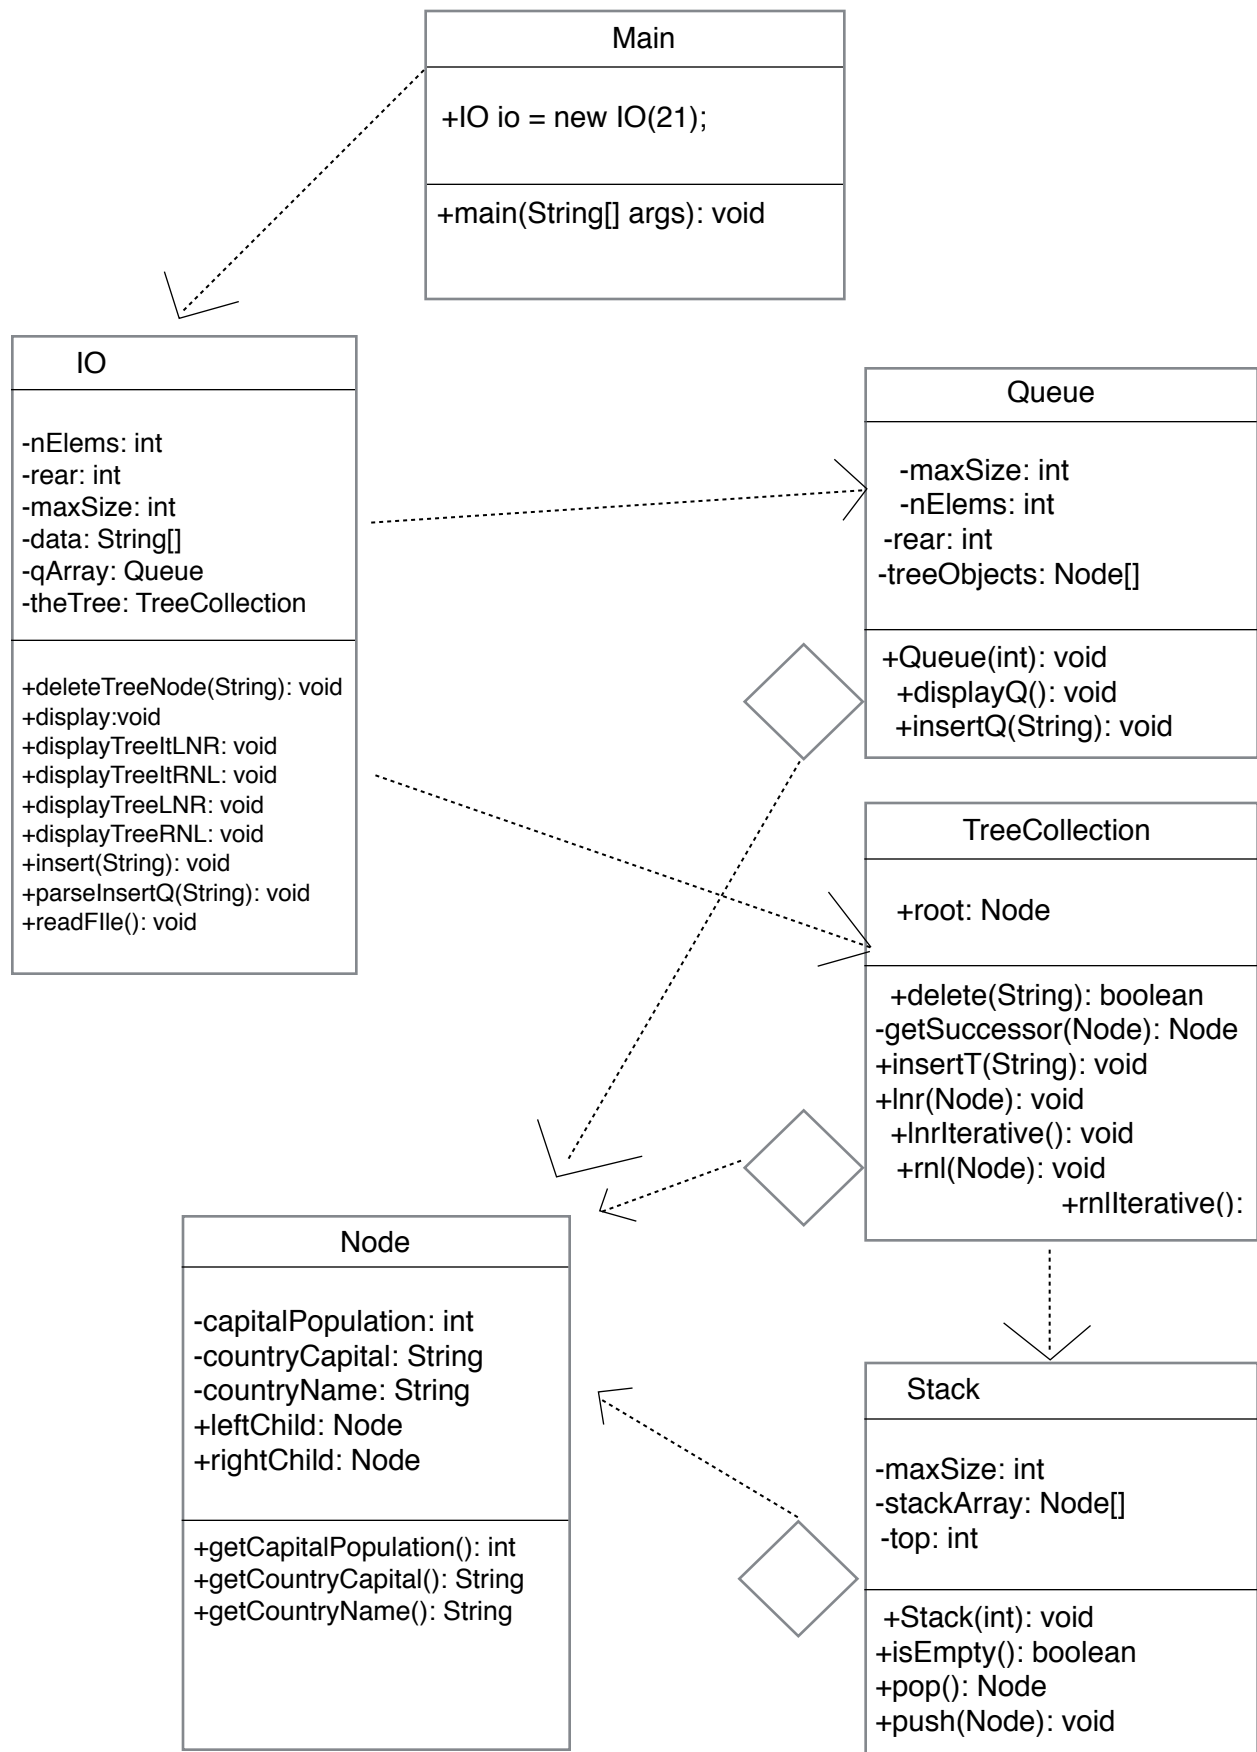 Main
+IO io = new IO(21);
+main(String[] args): void
IO
-nElems: int
-rear: int
-maxSize: int
-data: String[]
-qArray: Queue
-theTree: TreeCollection
+deleteTreeNode(String): void
+display:void
+displayTreeItLNR: void
+displayTreeItRNL: void
+displayTreeLNR: void
+displayTreeRNL: void
+insert(String): void
+parseInsertQ(String): void
+readFIle(): void
Queue
-maxSize: int
-nElems: int
-rear: int
-treeObjects: Node[]
+Queue(int): void
+displayQ(): void
+insertQ(String): void
TreeCollection
+root: Node
+delete(String): boolean
-getSuccessor(Node): Node
+insertT(String): void
+lnr(Node): void
+lnrIterative(): void
+rnl(Node): void
+rnlIterative():
Node
-capitalPopulation: int
-countryCapital: String
-countryName: String
+leftChild: Node
+rightChild: Node
+getCapitalPopulation(): int
+getCountryCapital(): String
+getCountryName(): String
Stack
-maxSize: int
-stackArray: Node[]
-top: int
+Stack(int): void
+isEmpty(): boolean
+pop(): Node
+push(Node): void